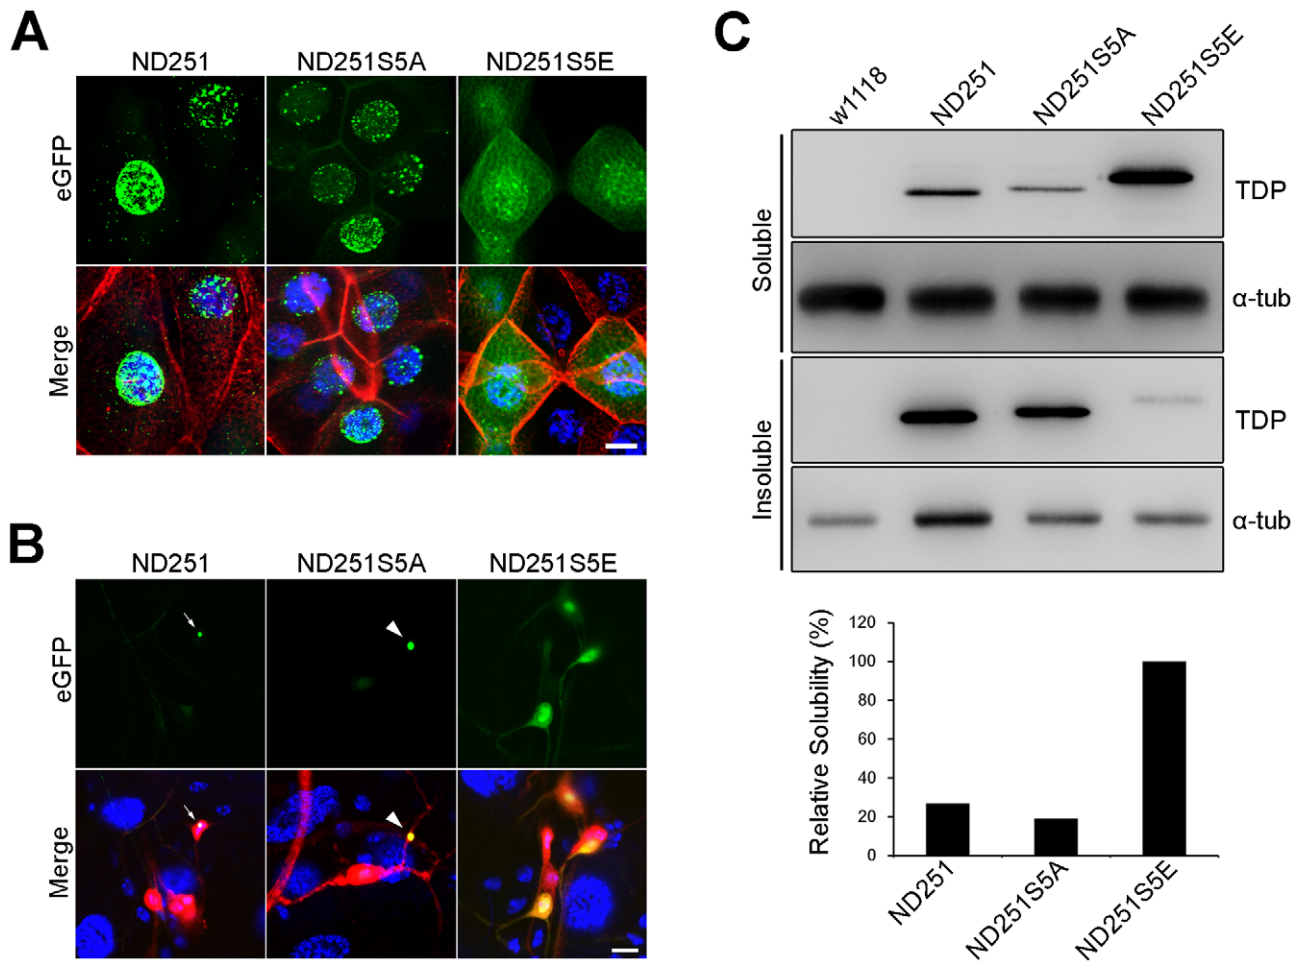 A
ND251 ND251S5A ND251S5E
eGFP
Merge
B
ND251 ND251S5A ND251S5E
eGFP
Merge
C
w1118 ND251 ND251S5A ND251S5E
Soluble
TDP
α-tub
Insoluble
TDP
α-tub
Relative Solubility (%)
120
100
80
60
40
20
0
ND251 ND251S5A ND251S5E